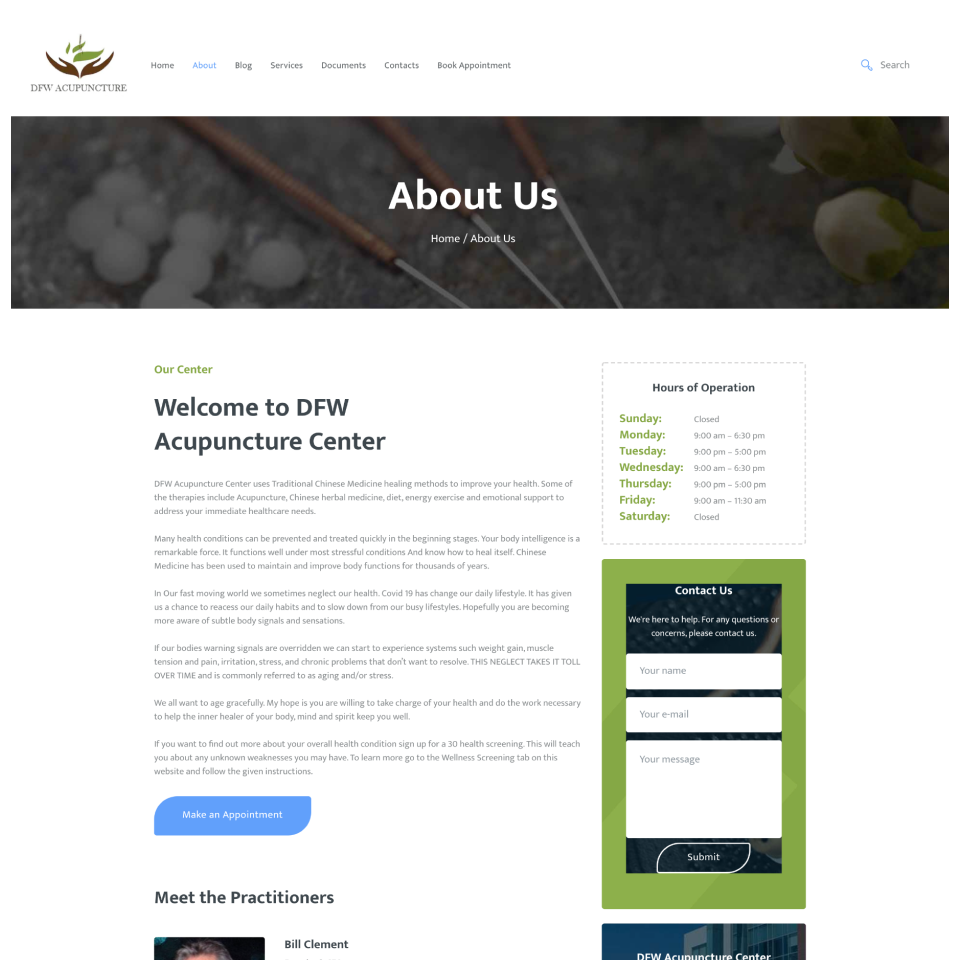 DFW ACUPUNCTURE
Home About Blog Services Documents Contacts Book Appointment
Search
About Us
Home / About Us
Our Center
Welcome to DFW
Acupuncture Center
DFW Acupuncture Center uses Traditional Chinese Medicine healing methods to improve your health. Some of
the therapies include Acupuncture, Chinese herbal medicine, diet, energy exercise and emotional support to
address your immediate healthcare needs.
Many health conditions can be prevented and treated quickly in the beginning stages. Your body intelligence is a
remarkable force. It functions well under most stressful conditions And know how to heal itself. Chinese
Medicine has been used to maintain and improve body functions for thousands of years.
In Our fast moving world we sometimes neglect our health. Covid 19 has change our daily lifestyle. It has given
us a chance to reacess our daily habits and to slow down from our busy lifestyles. Hopefully you are becoming
more aware of subtle body signals and sensations.
If our bodies warning signals are overridden we can start to experience systems such weight gain, muscle
tension and pain, irritation, stress, and chronic problems that don't want to resolve. THIS NEGLECT TAKES IT TOLL
OVER TIME and is commonly referred to as aging and/or stress.
We all want to age gracefully. My hope is you are willing to take charge of your health and do the work necessary
to help the inner healer of your body, mind and spirit keep you well.
If you want to find out more about your overall health condition sign up for a 30 health screening. This will teach
you about any unknown weaknesses you may have. To learn more go to the Wellness Screening tab on this
website and follow the given instructions.
Make an Appointment
Meet the Practitioners
Bill Clement
Hours of Operation
Sunday: Closed
Monday: 9:00 am – 6:30 pm
Tuesday: 9:00 pm – 5:00 pm
Wednesday: 9:00 am – 6:30 pm
Thursday: 9:00 pm – 5:00 pm
Friday: 9:00 am – 11:30 am
Saturday: Closed
Contact Us
We're here to help. For any questions or
concerns, please contact us.
Your name
Your e-mail
Your message
Submit
DFW Acupuncture Center